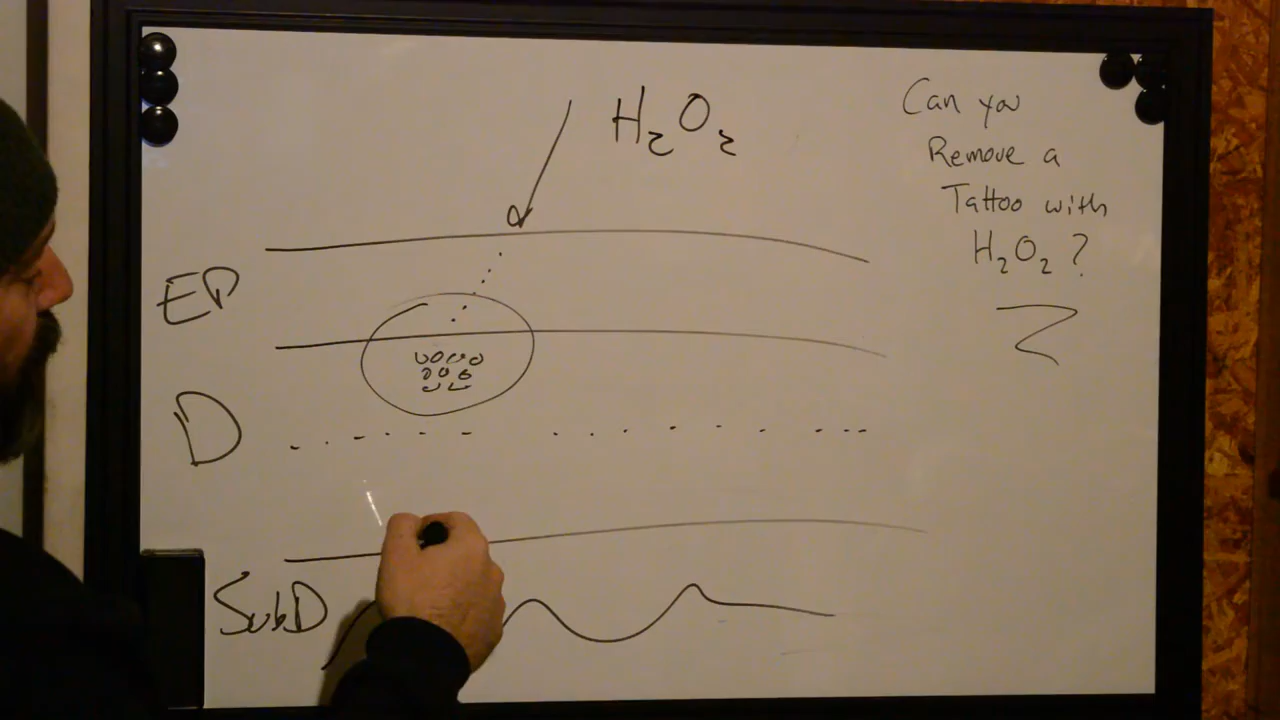 H₂O₂
Can you
Remove a
Tattoo with
H₂O₂?
EP
D
SubD